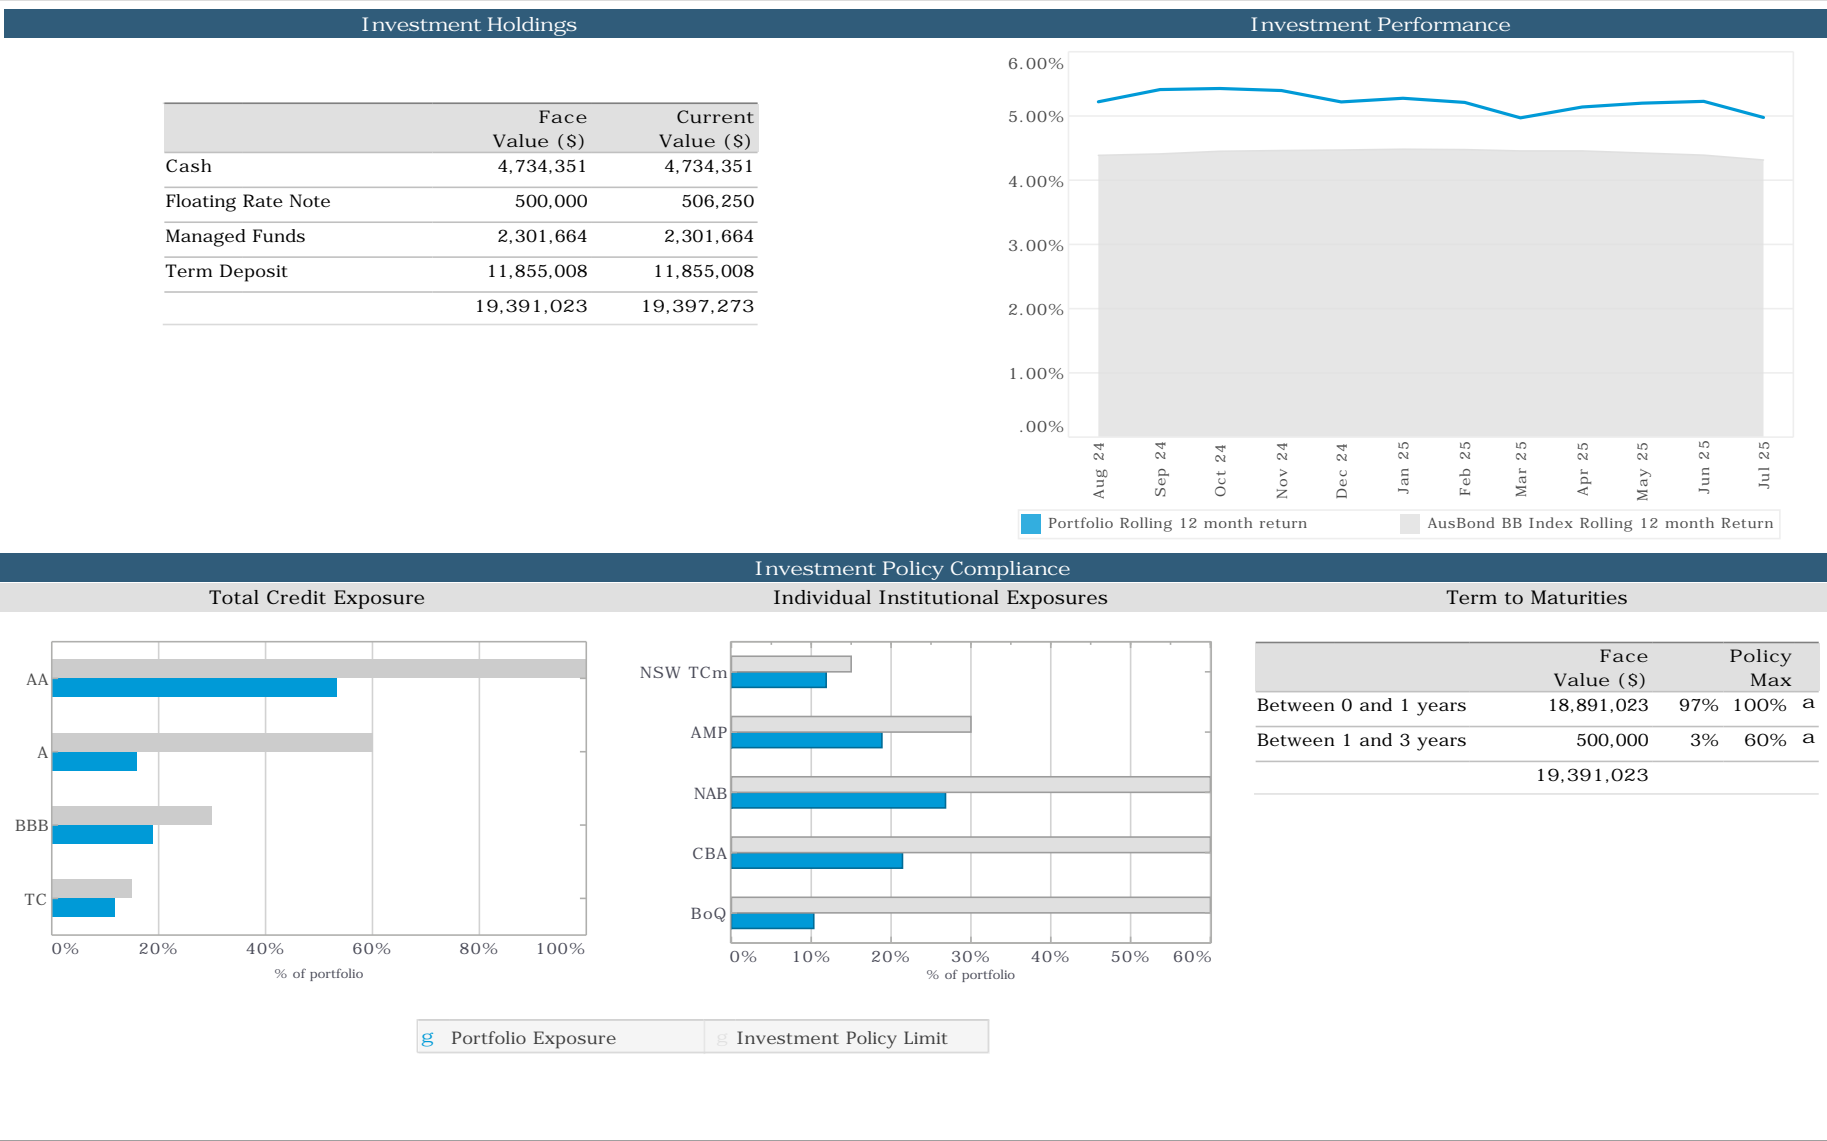 Investment Holdings
Face Current
Value ($) Value ($)
Cash 4,734,351 4,734,351
Floating Rate Note 500,000 506,250
Managed Funds 2,301,664 2,301,664
Term Deposit 11,855,008 11,855,008
19,391,023 19,397,273
Investment Performance
6.00%
5.00%
4.00%
3.00%
2.00%
1.00%
.00%
Aug 24
Sep 24
Oct 24
Nov 24
Dec 24
Jan 25
Feb 25
Mar 25
Apr 25
May 25
Jun 25
Jul 25
Portfolio Rolling 12 month return AusBond BB Index Rolling 12 month Return
Investment Policy Compliance
Total Credit Exposure
AA
A
BBB
TC
0% 20% 40% 60% 80% 100%
% of portfolio
Individual Institutional Exposures
NSW TCm
AMP
NAB
CBA
BoQ
0% 10% 20% 30% 40% 50% 60%
% of portfolio
g Portfolio Exposure g Investment Policy Limit
Term to Maturities
Face Policy
Value ($) Max
Between 0 and 1 years 18,891,023 97% 100% a
Between 1 and 3 years 500,000 3% 60% a
19,391,023